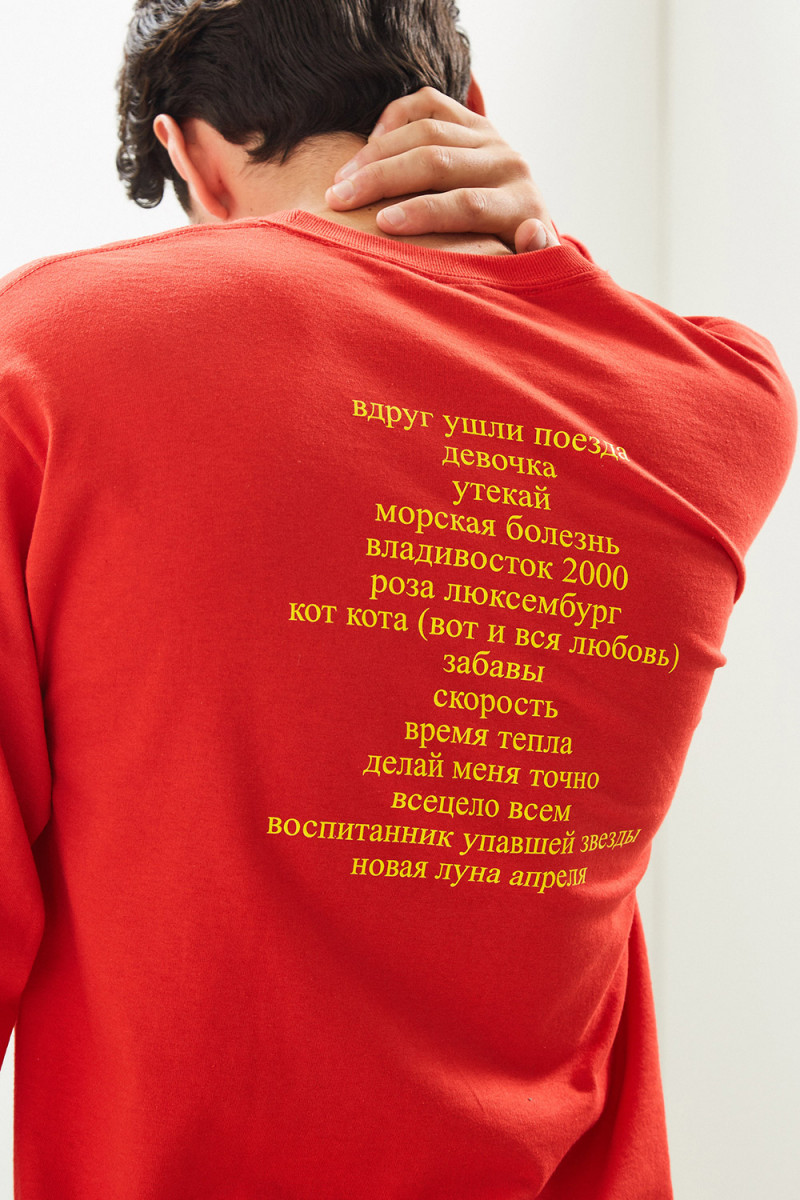 вдруг ушли поезда
девочка
утекай
морская болезнь
владивосток 2000
роза люксембург
кот кота (вот и вся любовь)
забавы
скорость
время тепла
делай меня точно
всецело всем
воспитанник упавшей звезды
новая луна апреля